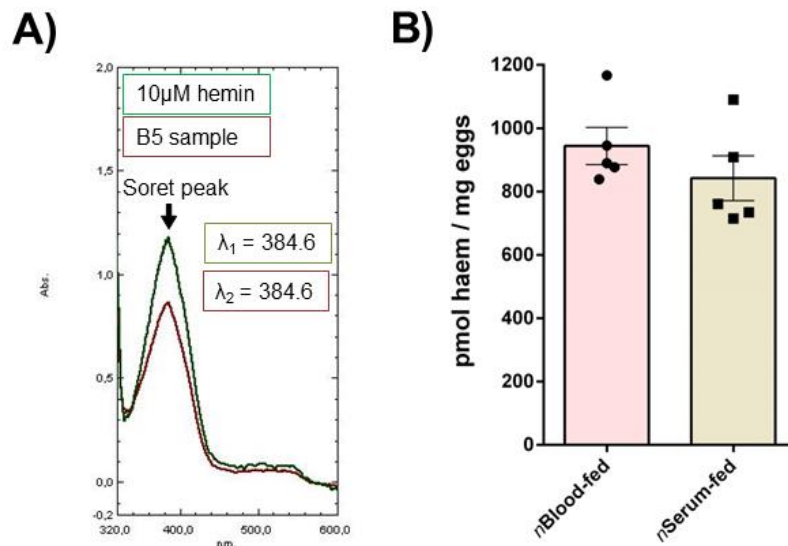 A)
2,0
10µM hemin
B5 sample
1,5
Soret peak
λ1 = 384.6
1,0
λ2 = 384.6
Abs.
0,5
0,0
-0,2
320,0 400,0 500,0 600,0
nm
B)
1200
1000
800
600
400
200
0
pmol haem / mg eggs
nBlood-fed
nSerum-fed